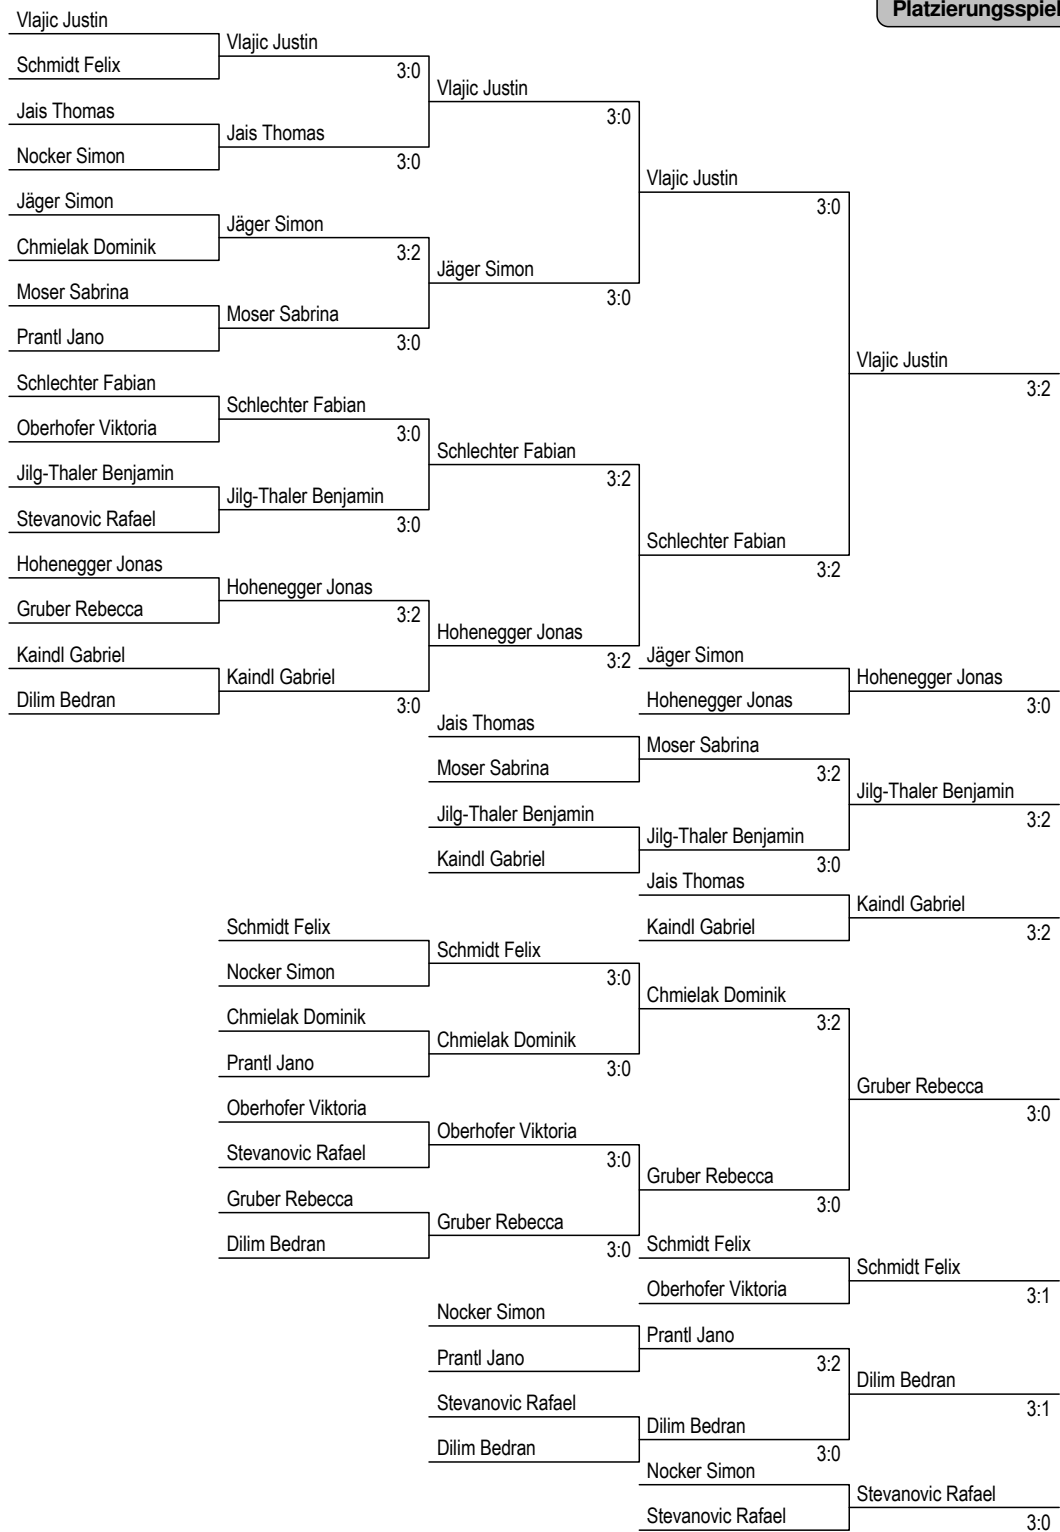 Platzierungsspiel
Vlajic Justin
Vlajic Justin
Schmidt Felix
3:0
Vlajic Justin
Jais Thomas
3:0
Jais Thomas
Nocker Simon
3:0
Vlajic Justin
Jäger Simon
3:0
Jäger Simon
Chmielak Dominik
3:2
Jäger Simon
Moser Sabrina
3:0
Moser Sabrina
Prantl Jano
3:0
Vlajic Justin
Schlechter Fabian
3:2
Schlechter Fabian
Oberhofer Viktoria
3:0
Schlechter Fabian
Jilg-Thaler Benjamin
3:2
Jilg-Thaler Benjamin
Stevanovic Rafael
3:0
Schlechter Fabian
Hohenegger Jonas
3:2
Hohenegger Jonas
Gruber Rebecca
3:2
Hohenegger Jonas
Kaindl Gabriel
3:2
Jäger Simon
Kaindl Gabriel
Hohenegger Jonas
Dilim Bedran
3:0
Hohenegger Jonas
3:0
Jais Thomas
Moser Sabrina
Moser Sabrina
3:2
Jilg-Thaler Benjamin
Jilg-Thaler Benjamin
3:2
Jilg-Thaler Benjamin
Kaindl Gabriel
3:0
Jais Thomas
Kaindl Gabriel
Kaindl Gabriel
3:2
Schmidt Felix
Schmidt Felix
Nocker Simon
3:0
Chmielak Dominik
Chmielak Dominik
3:2
Chmielak Dominik
Prantl Jano
3:0
Gruber Rebecca
Oberhofer Viktoria
3:0
Oberhofer Viktoria
Stevanovic Rafael
3:0
Gruber Rebecca
Gruber Rebecca
3:0
Gruber Rebecca
Dilim Bedran
3:0
Schmidt Felix
Schmidt Felix
Oberhofer Viktoria
3:1
Nocker Simon
Prantl Jano
Prantl Jano
3:2
Dilim Bedran
Stevanovic Rafael
3:1
Dilim Bedran
Dilim Bedran
3:0
Nocker Simon
Stevanovic Rafael
Stevanovic Rafael
3:0